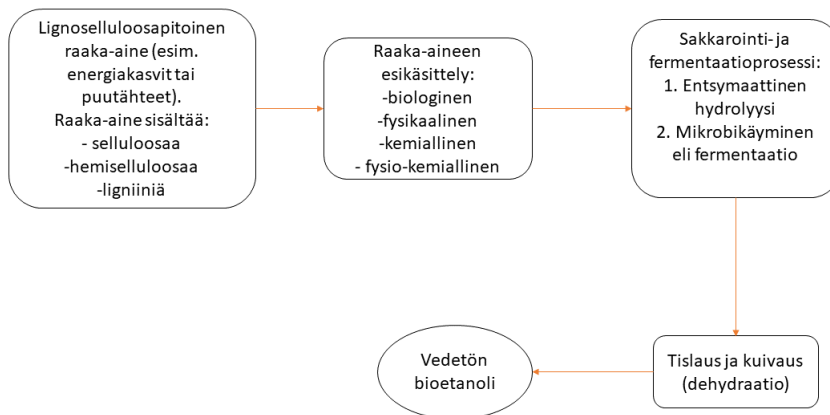 Lignoselluloosapitoinen
raaka-aine (esim.
energiakasvit tai
puutähteet).
Raaka-aine sisältää:
- selluloosaa
-hemiselluloosaa
-ligniiniä
Raaka-aineen
esikäsittely:
-biologinen
-fysikaalinen
-kemiallinen
- fysio-kemiallinen
Sakkarointi- ja
fermentaatioprosessi:
1. Entsymaattinen
hydrolyysi
2. Mikrobikäyminen
eli fermentaatio
Tislaus ja kuivaus
(dehydraatio)
Vedetön
bioetanoli